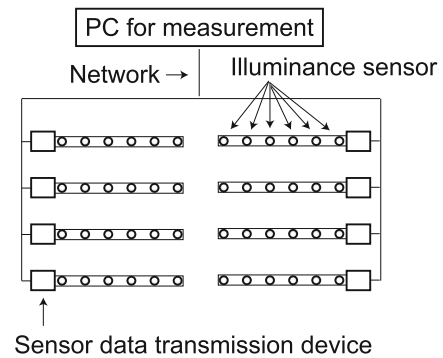 PC for measurement
Network
Illuminance sensor
Sensor data transmission device